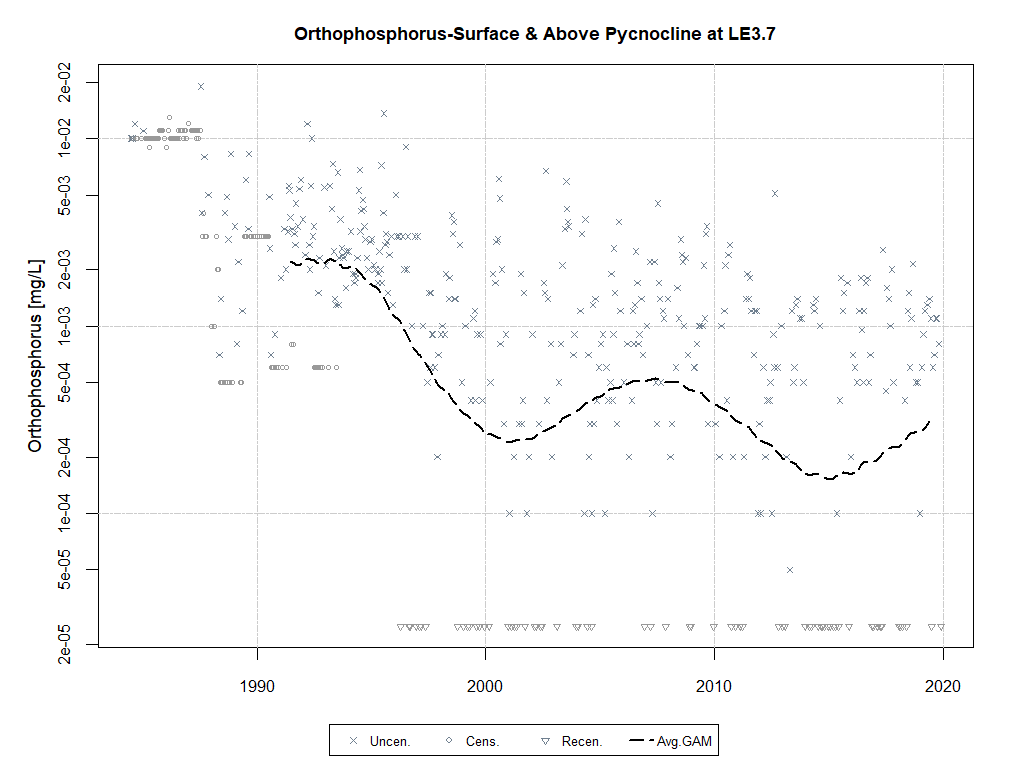 Orthophosphorus-Surface & Above Pycnocline at LE3.7
Orthophosphorus [mg/L]
2e-02
1e-02
5e-03
2e-03
1e-03
5e-04
2e-04
1e-04
5e-05
2e-05
1990 2000 2010 2020
Uncen. Cens. Recen. Avg.GAM